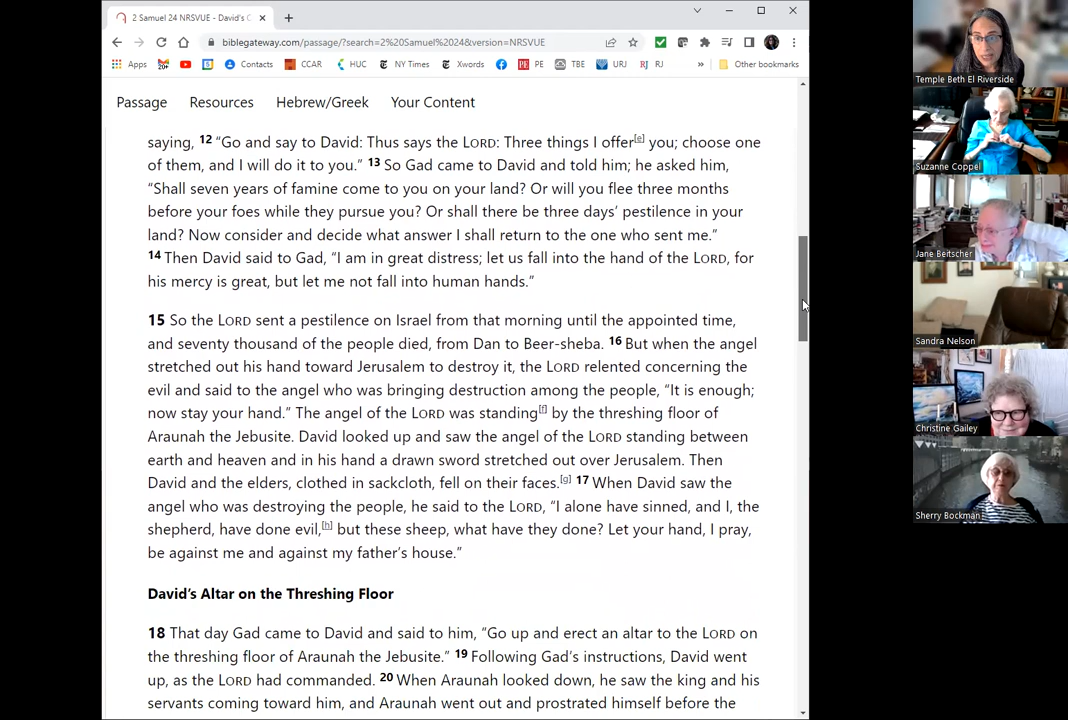 2 Samuel 24 NRSVUE - David's C
biblegateway.com/passage/?search=2%20Samuel%2024&version=NRSVUE
Apps
Contacts
CCAR
HUC
NY Times
Xwords
PE PE
TBE
URJ
RJ RJ
»
Other bookmarks
Passage Resources Hebrew/Greek Your Content
saying, 12 “Go and say to David: Thus says the LORD: Three things I offer[e] you; choose one
of them, and I will do it to you.” 13 So Gad came to David and told him; he asked him,
“Shall seven years of famine come to you on your land? Or will you flee three months
before your foes while they pursue you? Or shall there be three days’ pestilence in your
land? Now consider and decide what answer I shall return to the one who sent me.”
14 Then David said to Gad, “I am in great distress; let us fall into the hand of the LORD, for
his mercy is great, but let me not fall into human hands.”
15 So the LORD sent a pestilence on Israel from that morning until the appointed time,
and seventy thousand of the people died, from Dan to Beer-sheba. 16 But when the angel
stretched out his hand toward Jerusalem to destroy it, the LORD relented concerning the
evil and said to the angel who was bringing destruction among the people, “It is enough;
now stay your hand.” The angel of the LORD was standing[f] by the threshing floor of
Araunah the Jebusite. David looked up and saw the angel of the LORD standing between
earth and heaven and in his hand a drawn sword stretched out over Jerusalem. Then
David and the elders, clothed in sackcloth, fell on their faces.[g] 17 When David saw the
angel who was destroying the people, he said to the LORD, “I alone have sinned, and I, the
shepherd, have done evil,[h] but these sheep, what have they done? Let your hand, I pray,
be against me and against my father’s house.”
David’s Altar on the Threshing Floor
18 That day Gad came to David and said to him, “Go up and erect an altar to the LORD on
the threshing floor of Araunah the Jebusite.” 19 Following Gad’s instructions, David went
up, as the LORD had commanded. 20 When Araunah looked down, he saw the king and his
servants coming toward him, and Araunah went out and prostrated himself before the
Temple Beth El Riverside
Suzanne Coppel
Jane Beitscher
Sandra Nelson
Christine Gailey
Sherry Bockman